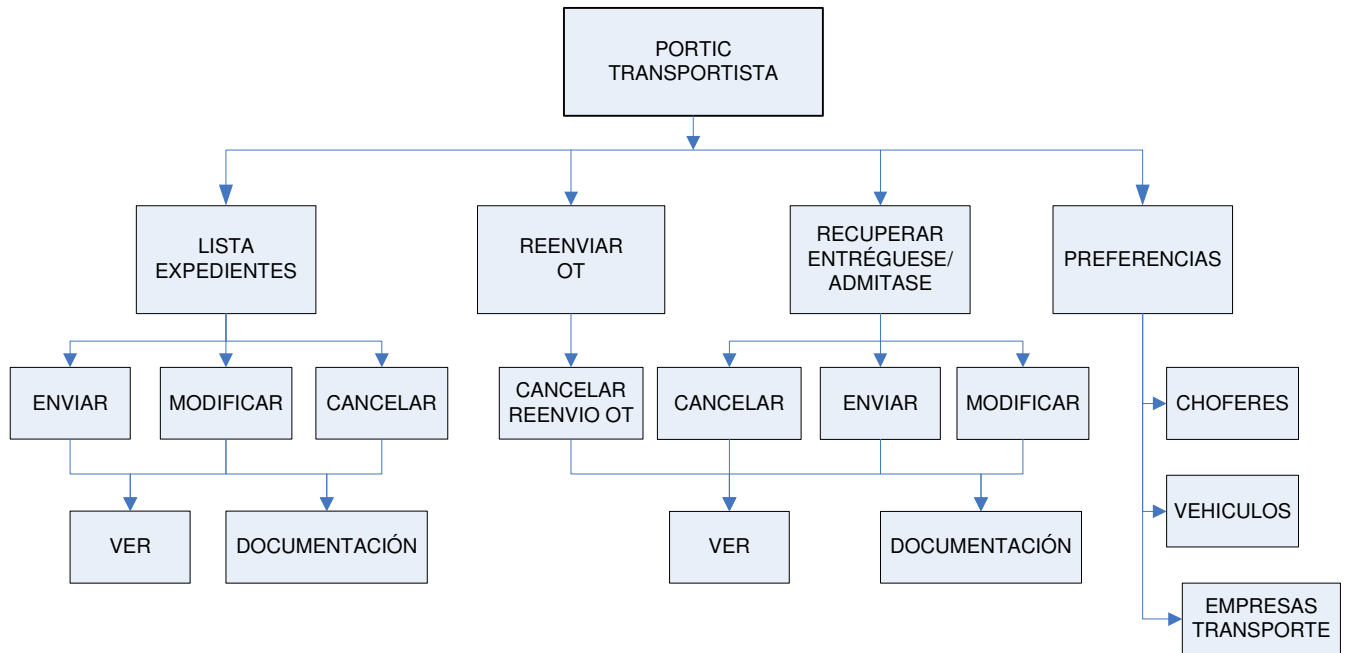 PORTIC
TRANSPORTISTA
LISTA
EXPEDIENTES
REENVIAR
OT
RECUPERAR
ENTRÉGUESE/
ADMITASE
PREFERENCIAS
ENVIAR
MODIFICAR
CANCELAR
CANCELAR
REENVIO OT
CANCELAR
ENVIAR
MODIFICAR
CHOFERES
VER
DOCUMENTACIÓN
VER
DOCUMENTACIÓN
VEHICULOS
EMPRESAS
TRANSPORTE